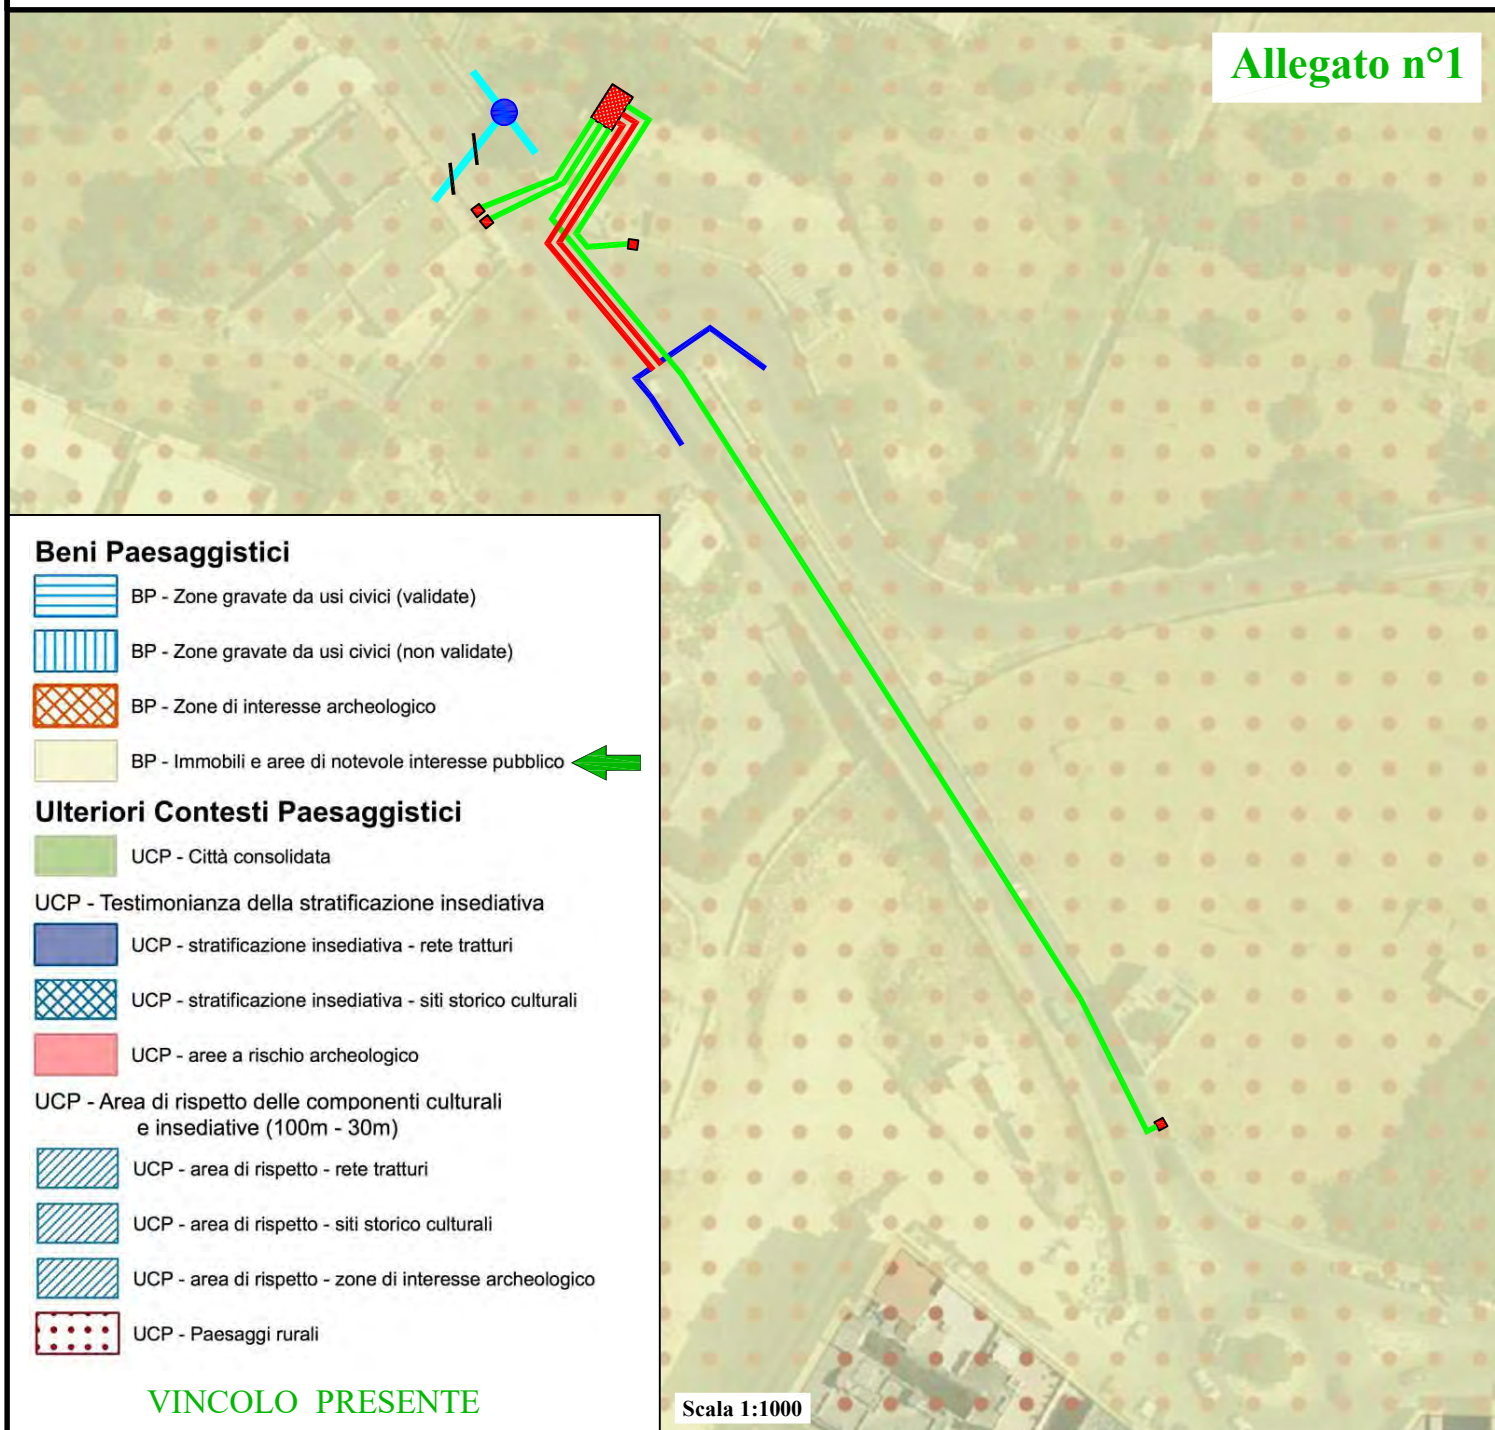 Allegato n°1
Beni Paesaggistici
BP - Zone gravate da usi civici (validate)
BP - Zone gravate da usi civici (non validate)
BP - Zone di interesse archeologico
BP - Immobili e aree di notevole interesse pubblico
Ulteriori Contesti Paesaggistici
UCP - Città consolidata
UCP - Testimonianza della stratificazione insediativa
UCP - stratificazione insediativa - rete tratturi
UCP - stratificazione insediativa - siti storico culturali
UCP - aree a rischio archeologico
UCP - Area di rispetto delle componenti culturali
e insediative (100m - 30m)
UCP - area di rispetto - rete tratturi
UCP - area di rispetto - siti storico culturali
UCP - area di rispetto - zone di interesse archeologico
UCP - Paesaggi rurali
VINCOLO PRESENTE
Scala 1:1000